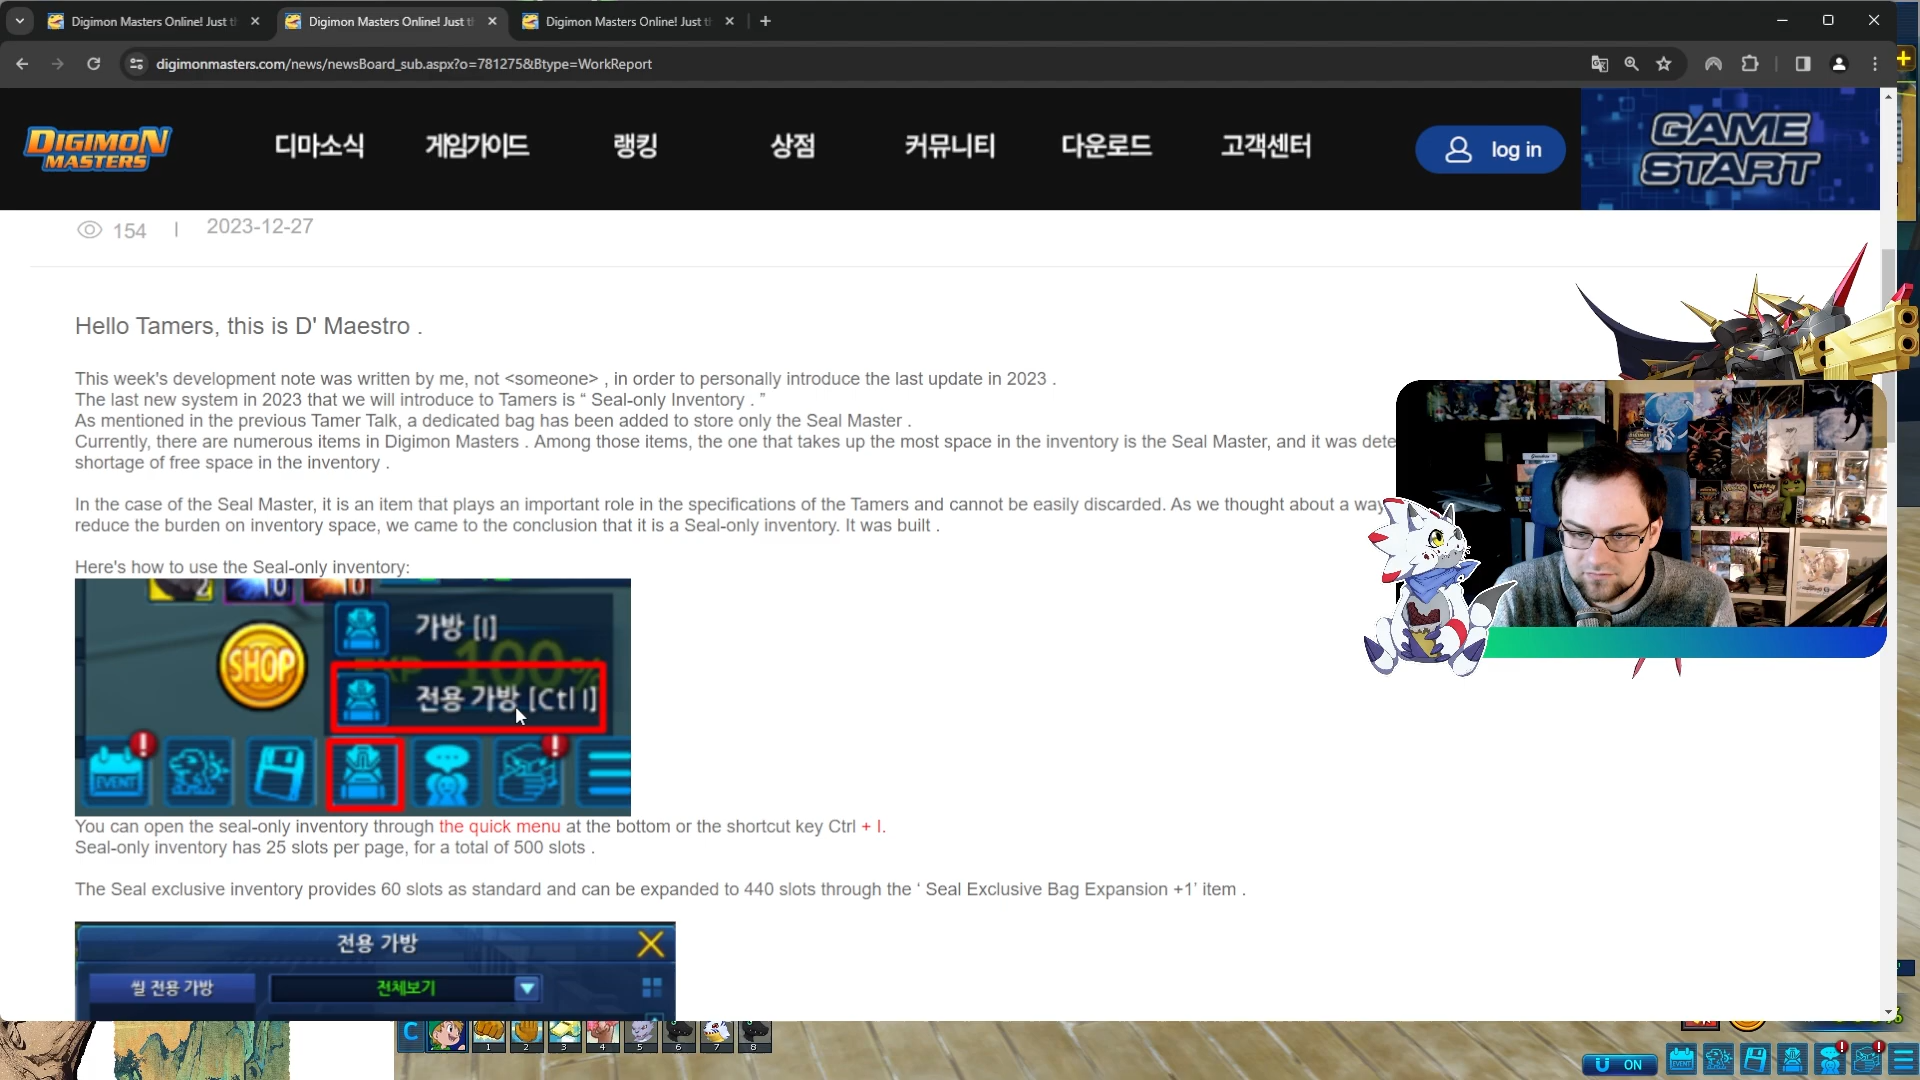 Digimon Masters Online! Just t
Digimon Masters Online! Just t
Digimon Masters Online! Just t
digimonmasters.com/news/newsBoard_sub.aspx?o=781275&Btype=WorkReport
DIGIMON MASTERS
디마소식 게임가이드 랭킹 상점 커뮤니티 다운로드 고객센터
log in
GAME START
154 | 2023-12-27
Hello Tamers, this is D' Maestro .
This week's development note was written by me, not <someone> , in order to personally introduce the last update in 2023 .
The last new system in 2023 that we will introduce to Tamers is “ Seal-only Inventory . ”
As mentioned in the previous Tamer Talk, a dedicated bag has been added to store only the Seal Master .
Currently, there are numerous items in Digimon Masters . Among those items, the one that takes up the most space in the inventory is the Seal Master, and it was dete
shortage of free space in the inventory .
In the case of the Seal Master, it is an item that plays an important role in the specifications of the Tamers and cannot be easily discarded. As we thought about a way
reduce the burden on inventory space, we came to the conclusion that it is a Seal-only inventory. It was built .
Here's how to use the Seal-only inventory:
2 10 10
가방 [I]
SHOP
EXP 100%
전용 가방 [Ctl I]
EVENT
You can open the seal-only inventory through the quick menu at the bottom or the shortcut key Ctrl + I.
Seal-only inventory has 25 slots per page, for a total of 500 slots .
The Seal exclusive inventory provides 60 slots as standard and can be expanded to 440 slots through the ‘ Seal Exclusive Bag Expansion +1’ item .
전용 가방
씰 전용 가방 전체보기
C 1 2 3 4 5 6 7 8
ON
EVENT